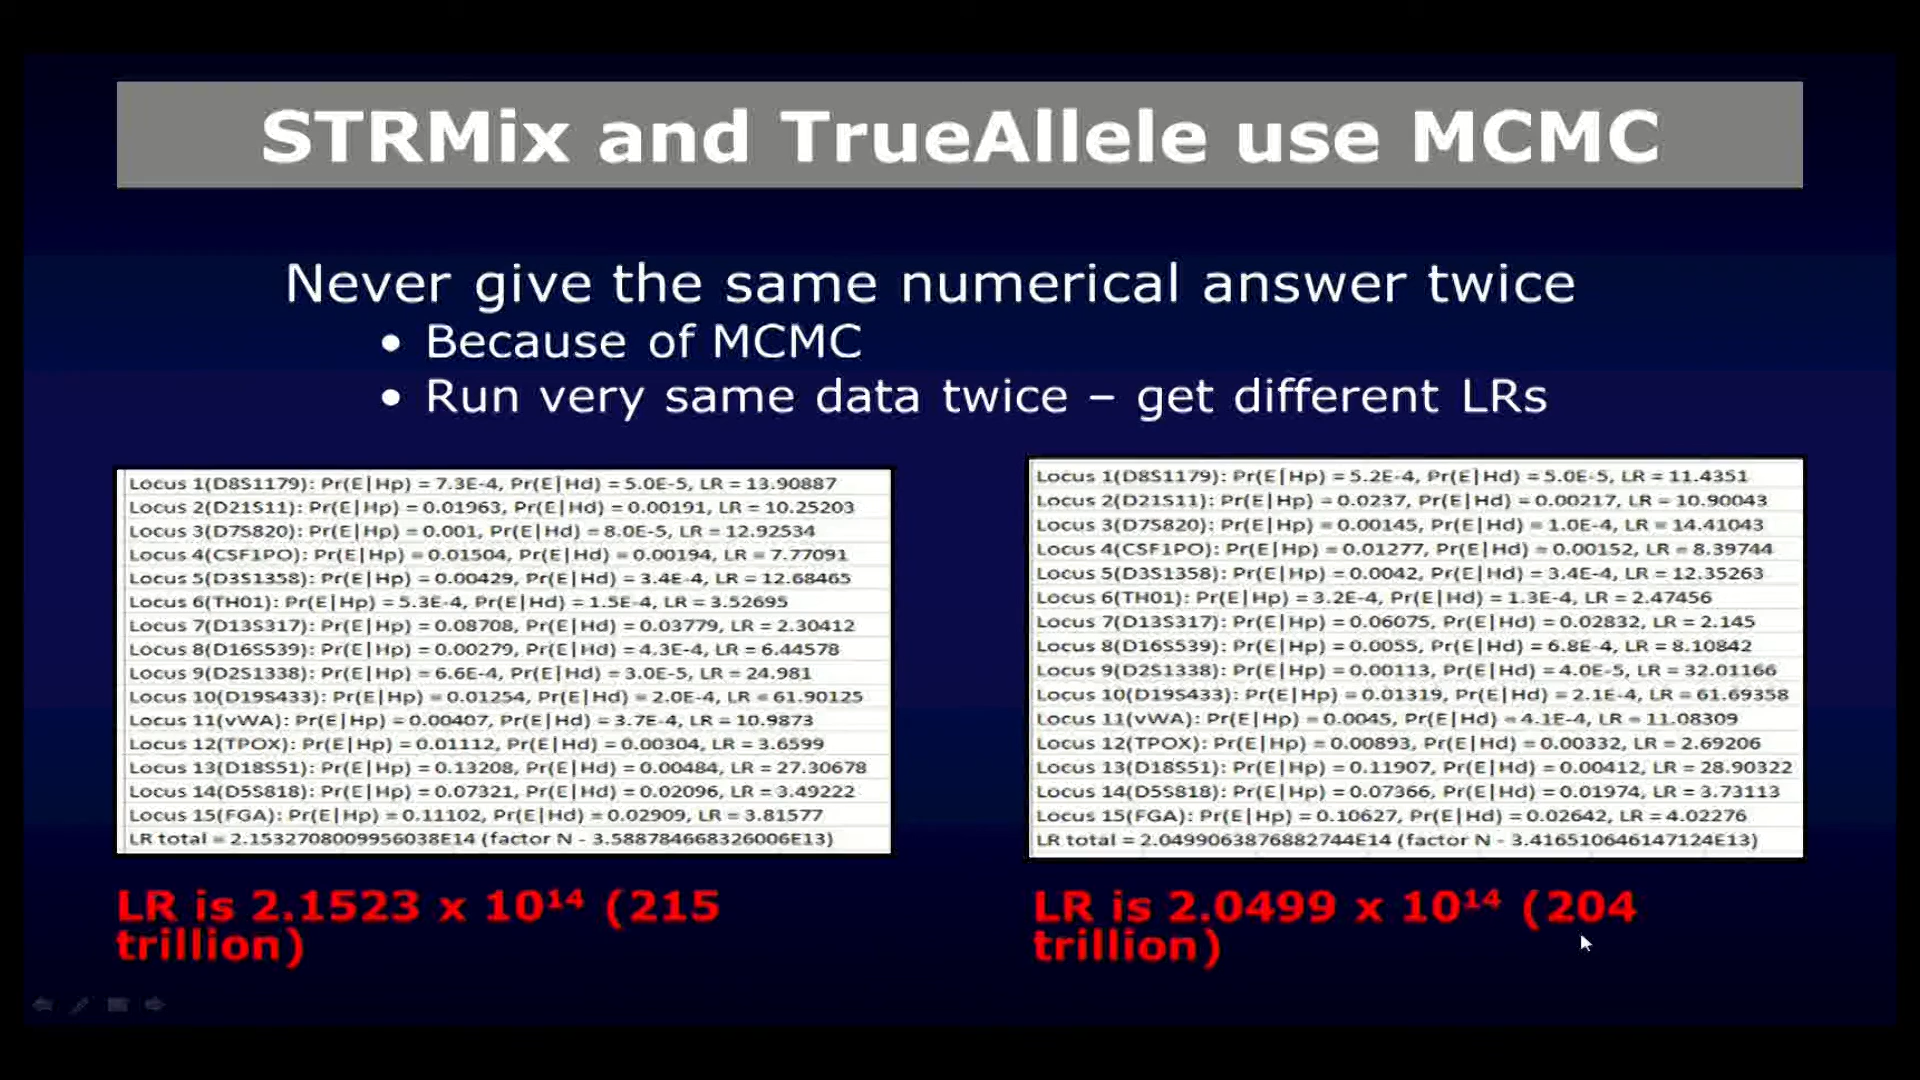 STRMix and TrueAllele use MCMC
Never give the same numerical answer twice
• Because of MCMC
• Run very same data twice – get different LRs
Locus 1(D8S1179): Pr(E|Hp) = 7.3E-4, Pr(E|Hd) = 5.0E-5, LR = 13.90887
Locus 2(D21S11): Pr(E|Hp) = 0.01963, Pr(E|Hd) = 0.00191, LR = 10.25203
Locus 3(D7S820): Pr(E|Hp) = 0.001, Pr(E|Hd) = 8.0E-5, LR = 12.92534
Locus 4(CSF1PO): Pr(E|Hp) = 0.01504, Pr(E|Hd) = 0.00194, LR = 7.77091
Locus 5(D3S1358): Pr(E|Hp) = 0.00429, Pr(E|Hd) = 3.4E-4, LR = 12.68465
Locus 6(TH01): Pr(E|Hp) = 5.3E-4, Pr(E|Hd) = 1.5E-4, LR = 3.52695
Locus 7(D13S317): Pr(E|Hp) = 0.08708, Pr(E|Hd) = 0.03779, LR = 2.30412
Locus 8(D16S539): Pr(E|Hp) = 0.00279, Pr(E|Hd) = 4.3E-4, LR = 6.44578
Locus 9(D2S1338): Pr(E|Hp) = 6.6E-4, Pr(E|Hd) = 3.0E-5, LR = 24.981
Locus 10(D19S433): Pr(E|Hp) = 0.01254, Pr(E|Hd) = 2.0E-4, LR = 61.90125
Locus 11(vWA): Pr(E|Hp) = 0.00407, Pr(E|Hd) = 3.7E-4, LR = 10.9873
Locus 12(TPOX): Pr(E|Hp) = 0.01112, Pr(E|Hd) = 0.00304, LR = 3.6599
Locus 13(D18S51): Pr(E|Hp) = 0.13208, Pr(E|Hd) = 0.00484, LR = 27.30678
Locus 14(D5S818): Pr(E|Hp) = 0.07321, Pr(E|Hd) = 0.02096, LR = 3.49222
Locus 15(FGA): Pr(E|Hp) = 0.11102, Pr(E|Hd) = 0.02909, LR = 3.81577
LR total = 2.1532708009956038E14 (factor N - 3.588784668326006E13)
LR is 2.1523 x 10¹⁴ (215
trillion)
Locus 1(D8S1179): Pr(E|Hp) = 5.2E-4, Pr(E|Hd) = 5.0E-5, LR = 11.4351
Locus 2(D21S11): Pr(E|Hp) = 0.0237, Pr(E|Hd) = 0.00217, LR = 10.90043
Locus 3(D7S820): Pr(E|Hp) = 0.00145, Pr(E|Hd) = 1.0E-4, LR = 14.41043
Locus 4(CSF1PO): Pr(E|Hp) = 0.01277, Pr(E|Hd) = 0.00152, LR = 8.39744
Locus 5(D3S1358): Pr(E|Hp) = 0.0042, Pr(E|Hd) = 3.4E-4, LR = 12.35263
Locus 6(TH01): Pr(E|Hp) = 3.2E-4, Pr(E|Hd) = 1.3E-4, LR = 2.47456
Locus 7(D13S317): Pr(E|Hp) = 0.06075, Pr(E|Hd) = 0.02832, LR = 2.145
Locus 8(D16S539): Pr(E|Hp) = 0.0055, Pr(E|Hd) = 6.8E-4, LR = 8.10842
Locus 9(D2S1338): Pr(E|Hp) = 0.00113, Pr(E|Hd) = 4.0E-5, LR = 32.01166
Locus 10(D19S433): Pr(E|Hp) = 0.01319, Pr(E|Hd) = 2.1E-4, LR = 61.69358
Locus 11(vWA): Pr(E|Hp) = 0.0045, Pr(E|Hd) = 4.1E-4, LR = 11.08309
Locus 12(TPOX): Pr(E|Hp) = 0.00893, Pr(E|Hd) = 0.00332, LR = 2.69206
Locus 13(D18S51): Pr(E|Hp) = 0.11907, Pr(E|Hd) = 0.00412, LR = 28.90322
Locus 14(D5S818): Pr(E|Hp) = 0.07366, Pr(E|Hd) = 0.01974, LR = 3.73113
Locus 15(FGA): Pr(E|Hp) = 0.10627, Pr(E|Hd) = 0.02642, LR = 4.02276
LR total = 2.0499063876882744E14 (factor N - 3.416510646147124E13)
LR is 2.0499 x 10¹⁴ (204
trillion)